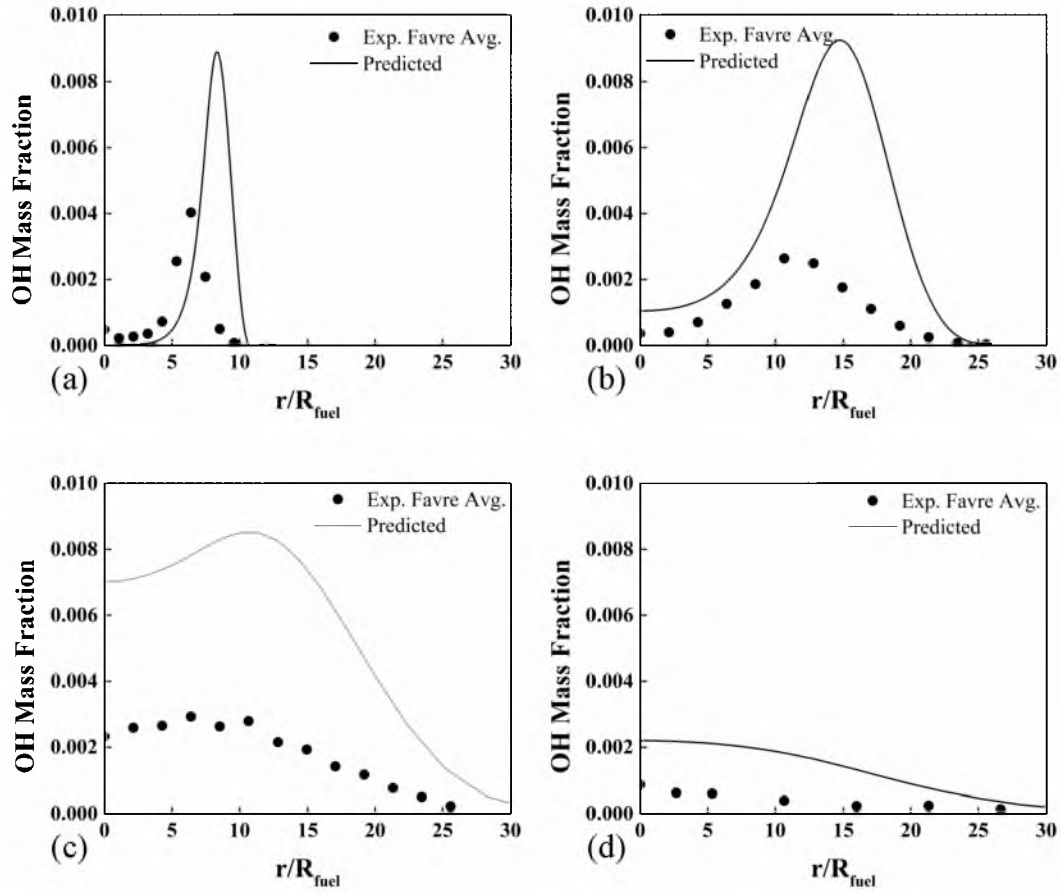 0.010
0.008
0.006
0.004
0.002
0.000
OH Mass Fraction
Exp. Favre Avg.
Predicted
0 5 10 15 20 25 30
(a)
r/R_fuel
0.010
0.008
0.006
0.004
0.002
0.000
OH Mass Fraction
Exp. Favre Avg.
Predicted
0 5 10 15 20 25 30
(b)
r/R_fuel
0.010
0.008
0.006
0.004
0.002
0.000
OH Mass Fraction
Exp. Favre Avg.
Predicted
0 5 10 15 20 25 30
(c)
r/R_fuel
0.010
0.008
0.006
0.004
0.002
0.000
OH Mass Fraction
Exp. Favre Avg.
Predicted
0 5 10 15 20 25 30
(d)
r/R_fuel